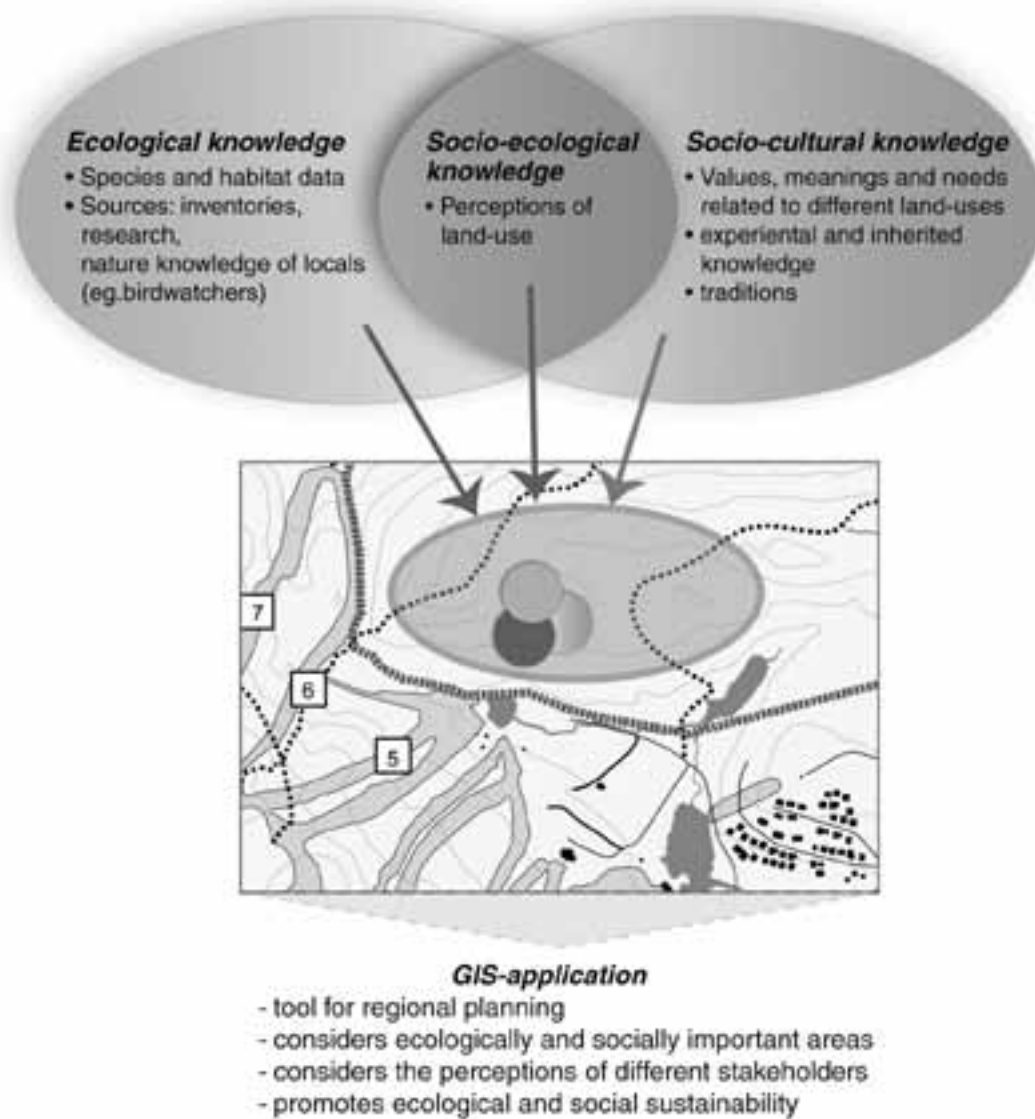 Ecological knowledge
• Species and habitat data
• Sources: inventories,
research,
nature knowledge of locals
(eg.birdwatchers)
Socio-ecological
knowledge
• Perceptions of
land-use
Socio-cultural knowledge
• Values, meanings and needs
related to different land-uses
• experiental and inherited
knowledge
• traditions
7
6
5
GIS-application
- tool for regional planning
- considers ecologically and socially important areas
- considers the perceptions of different stakeholders
- promotes ecological and social sustainability